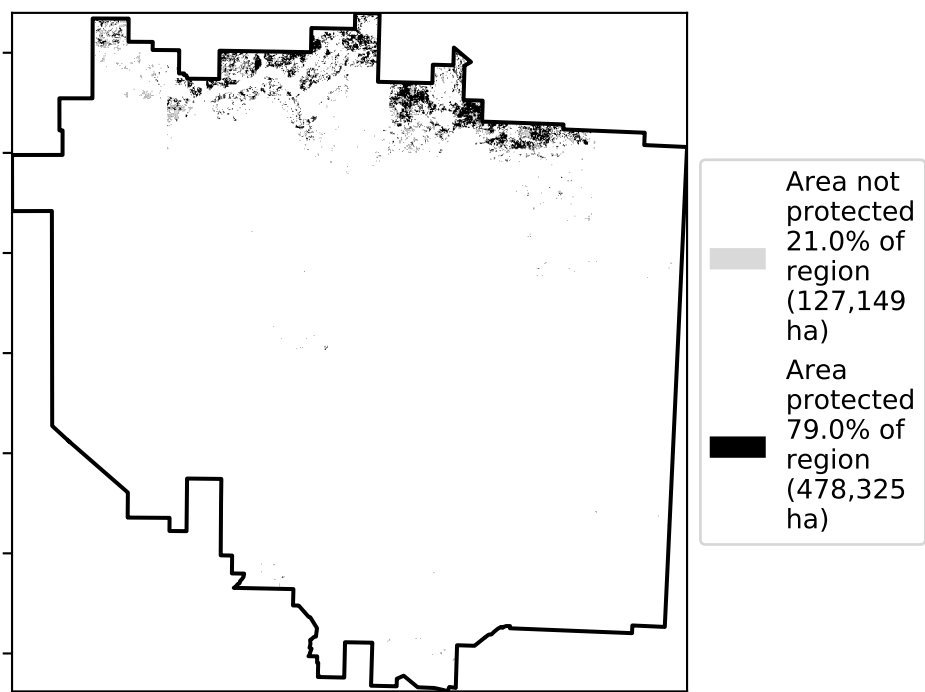 Area not
protected
21.0% of
region
(127,149
ha)
Area
protected
79.0% of
region
(478,325
ha)